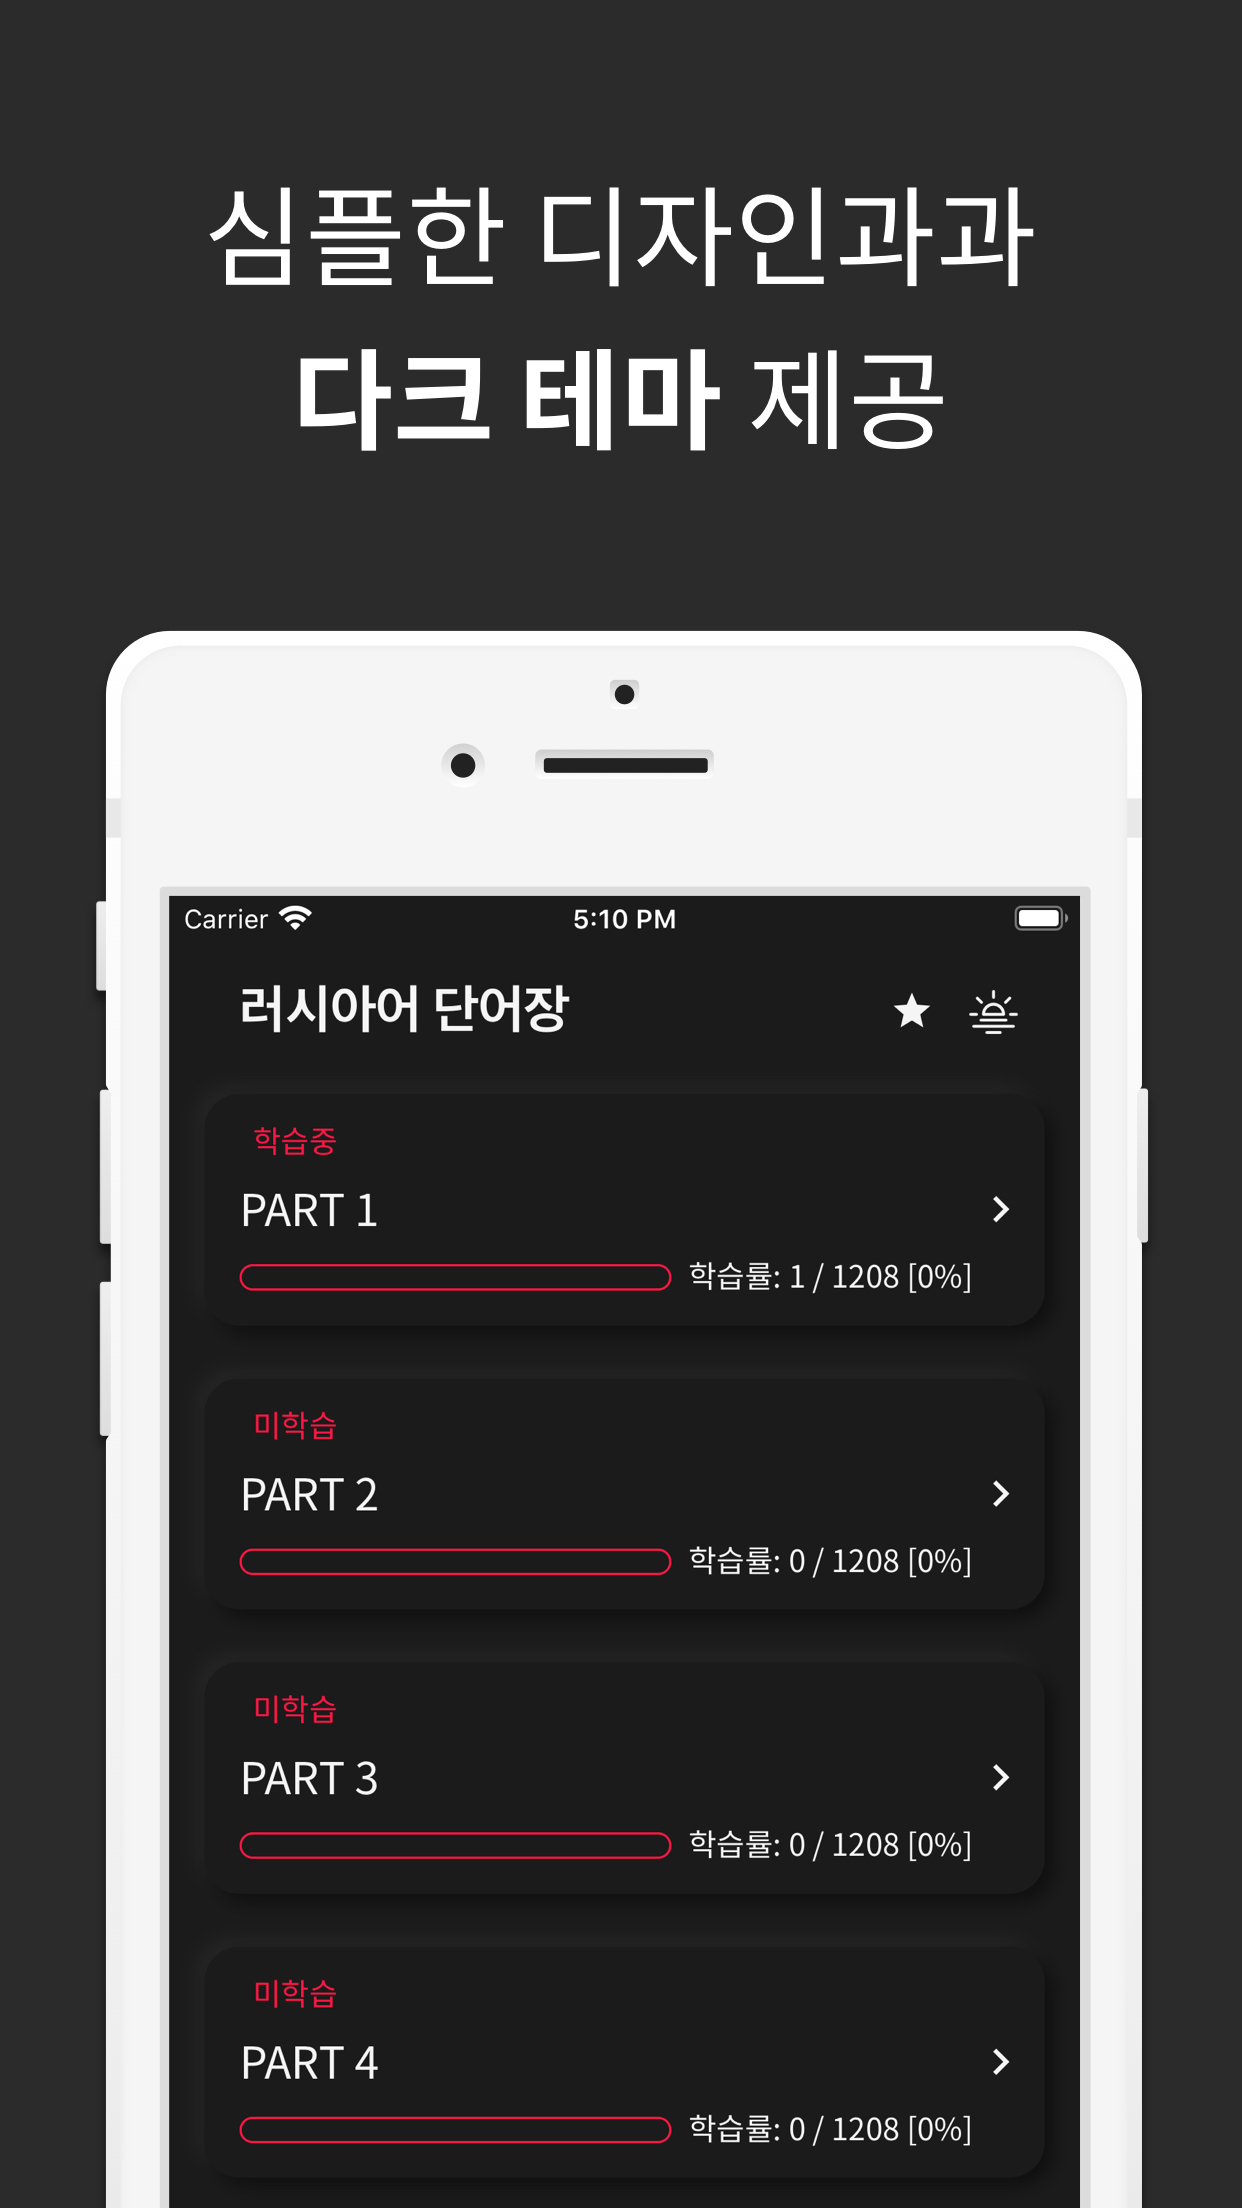 심플한 디자인과과
다크 테마 제공
Carrier 5:10 PM
러시아어 단어장
학습중
PART 1
학습률: 1 / 1208 [0%]
미학습
PART 2
학습률: 0 / 1208 [0%]
미학습
PART 3
학습률: 0 / 1208 [0%]
미학습
PART 4
학습률: 0 / 1208 [0%]